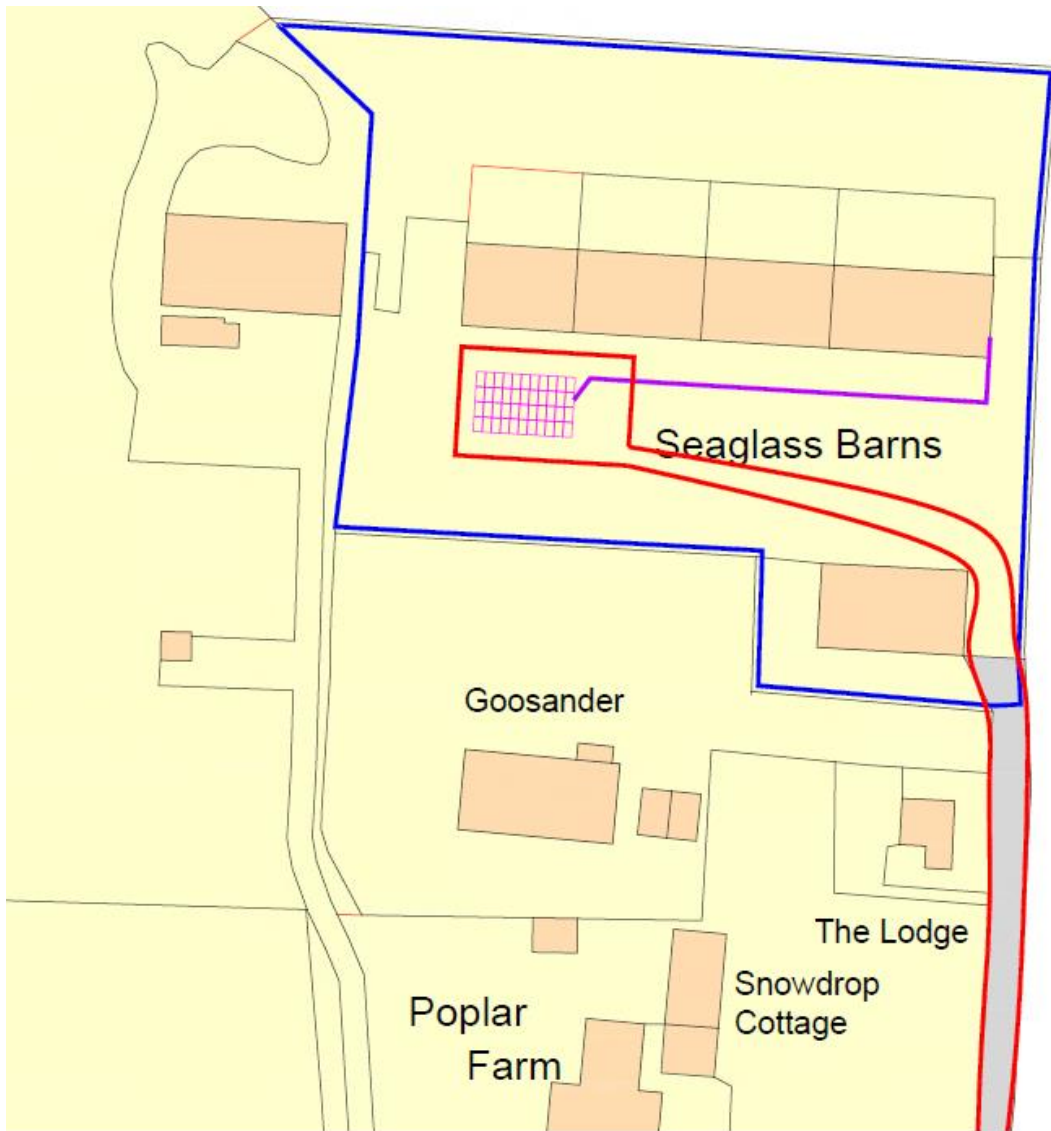 Seaglass Barns
Goosander
The Lodge
Snowdrop
Cottage
Poplar
Farm